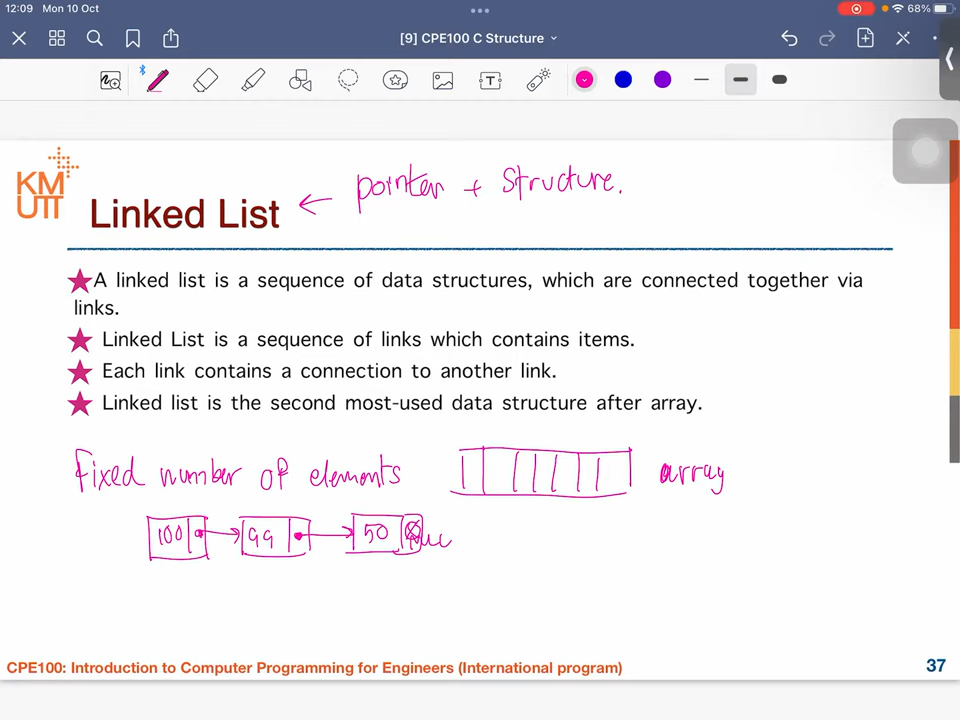 12:09 Mon 10 Oct
68%
[9] CPE100 C Structure
KM
UTT
Linked List ← pointer + Structure.
★A linked list is a sequence of data structures, which are connected together via
links.
★ Linked List is a sequence of links which contains items.
★ Each link contains a connection to another link.
★ Linked list is the second most-used data structure after array.
Fixed number of elements array
100 99 50
CPE100: Introduction to Computer Programming for Engineers (International program)
37